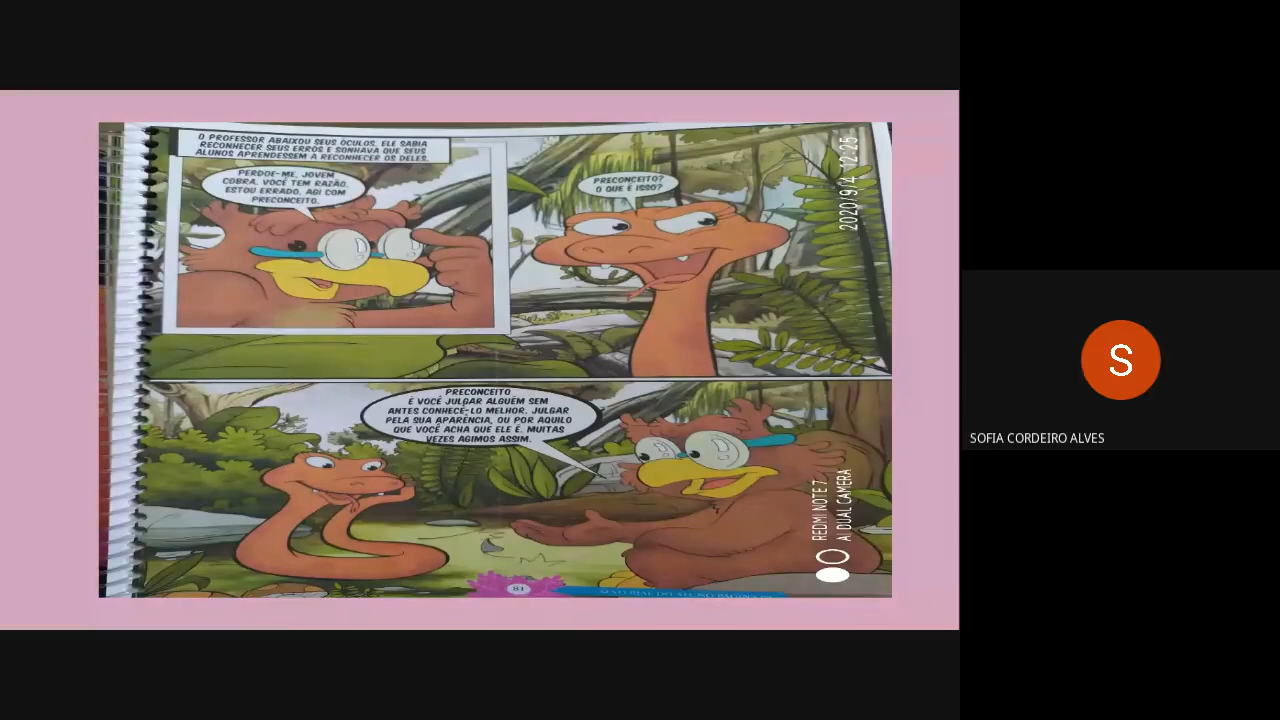 O PROFESSOR ABAIXOU SEUS ÓCULOS. ELE SABIA
RECONHECER SEUS ERROS E SONHAVA QUE SEUS
ALUNOS APRENDESSEM A RECONHECER OS DELES.
PERDOE-ME, JOVEM
COBRA. VOCÊ TEM RAZÃO,
ESTOU ERRADO, AGI COM
PRECONCEITO.
PRECONCEITO?
O QUE É ISSO?
2020/9/4 12:25
PRECONCEITO
É VOCÊ JULGAR ALGUÉM SEM
ANTES CONHECÊ-LO MELHOR. JULGAR
PELA SUA APARÊNCIA, OU POR AQUILO
QUE VOCÊ ACHA QUE ELE É. MUITAS
VEZES AGIMOS ASSIM.
REDMI NOTE 7
AI DUAL CAMERA
81
S
SOFIA CORDEIRO ALVES